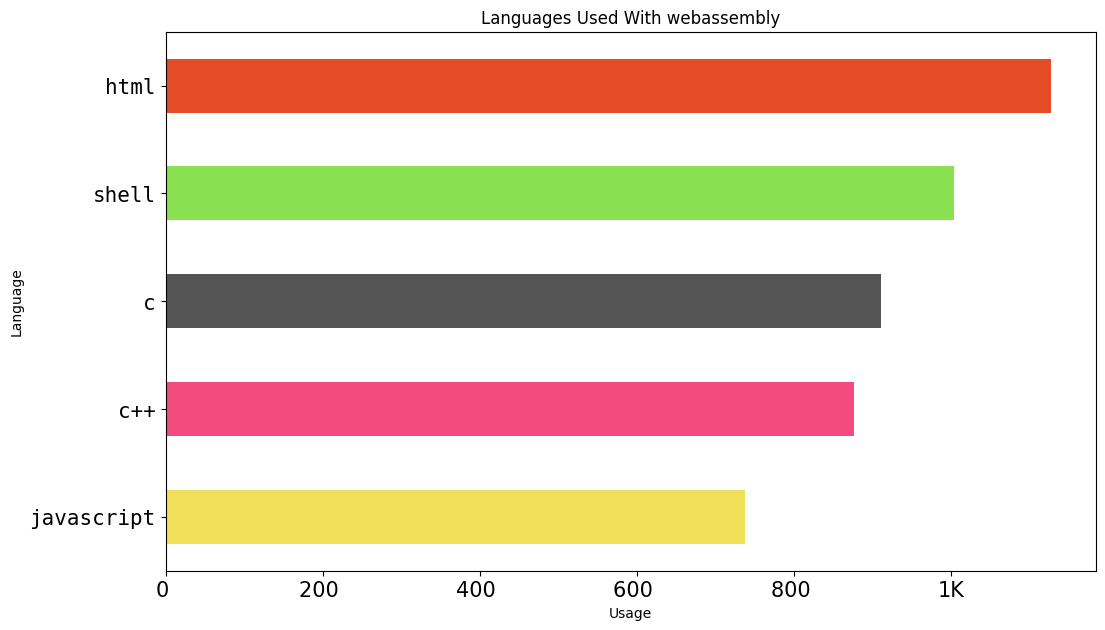 Languages Used With webassembly
html
shell
c
c++
javascript
Language
0 200 400 600 800 1K
Usage